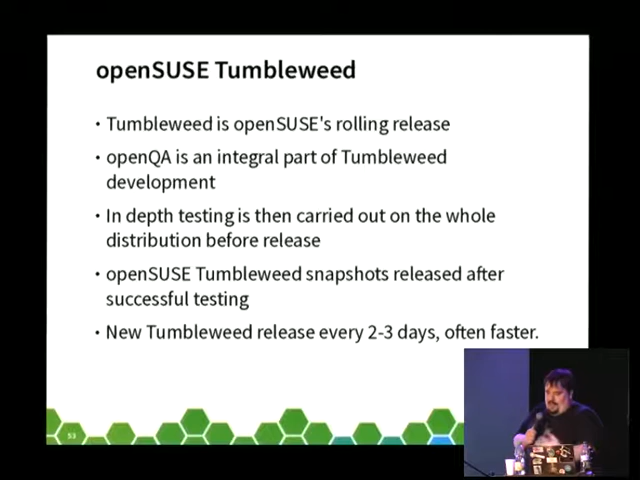 openSUSE Tumbleweed
• Tumbleweed is openSUSE's rolling release
• openQA is an integral part of Tumbleweed
development
• In depth testing is then carried out on the whole
distribution before release
• openSUSE Tumbleweed snapshots released after
successful testing
• New Tumbleweed release every 2-3 days, often faster.
53